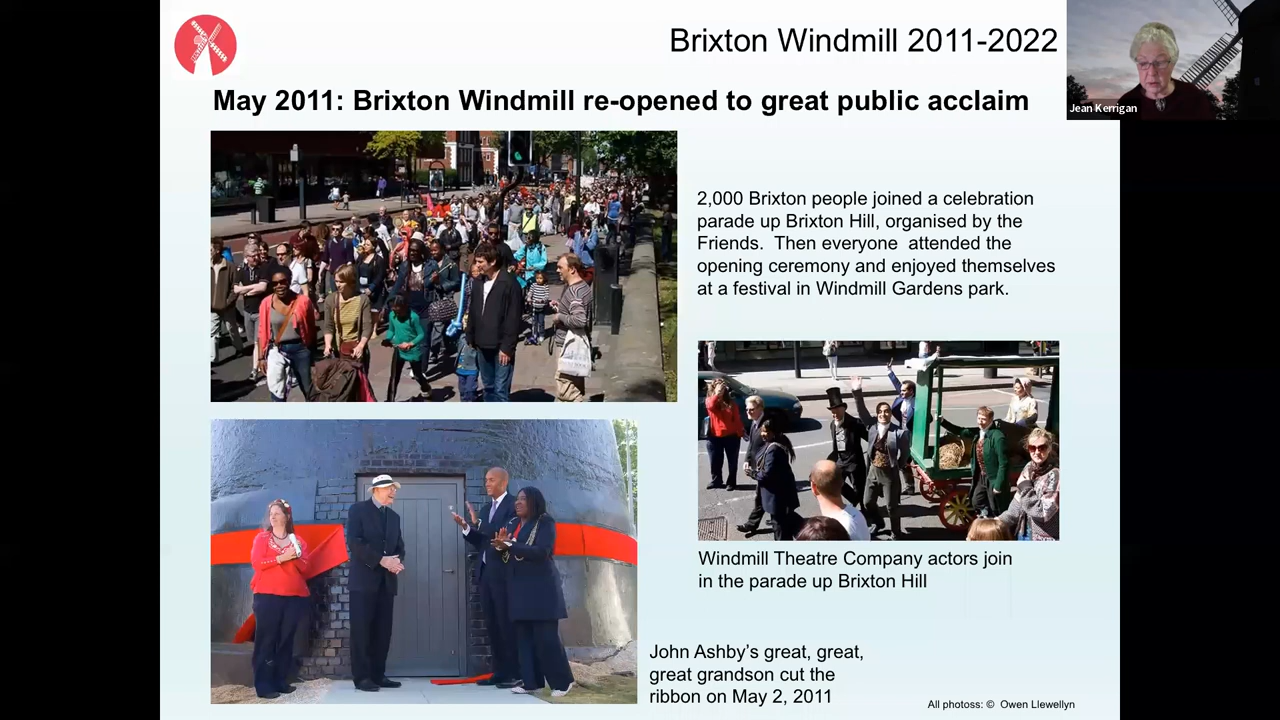 Brixton Windmill 2011-2022
Jean Kerrigan
May 2011: Brixton Windmill re-opened to great public acclaim
2,000 Brixton people joined a celebration
parade up Brixton Hill, organised by the
Friends.  Then everyone  attended the
opening ceremony and enjoyed themselves
at a festival in Windmill Gardens park.
Windmill Theatre Company actors join
in the parade up Brixton Hill
John Ashby's great, great,
great grandson cut the
ribbon on May 2, 2011
All photoss: © Owen Llewellyn